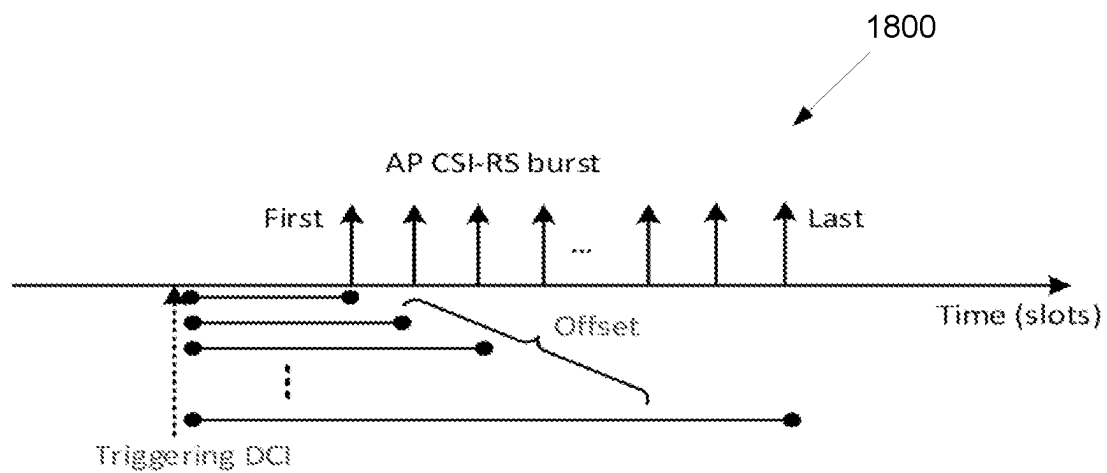 1800
AP CSI-RS burst
First
Last
...
Time (slots)
Offset
Triggering DCI